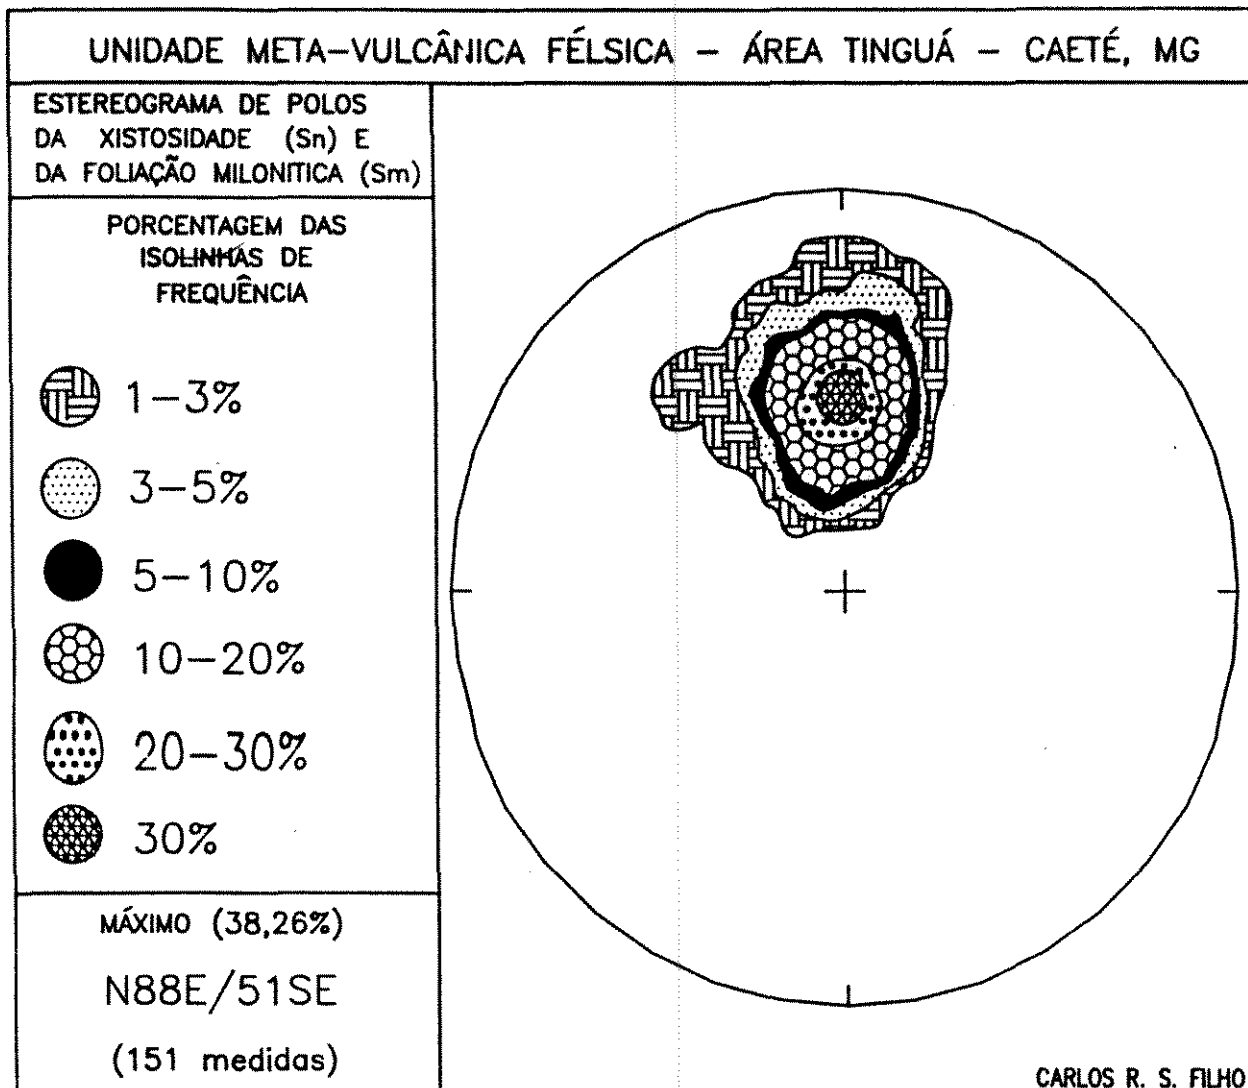 UNIDADE META-VULCÂNICA FÉLSICA - ÁREA TINGUÁ - CAETÉ, MG
ESTEREOGRAMA DE POLOS
DA XISTOSIDADE (Sn) E
DA FOLIAÇÃO MILONITICA (Sm)
PORCENTAGEM DAS
ISOLINHAS DE
FREQUÊNCIA
1-3%
3-5%
5-10%
10-20%
20-30%
30%
MÁXIMO (38,26%)
N88E/51SE
(151 medidas)
CARLOS R. S. FILHO